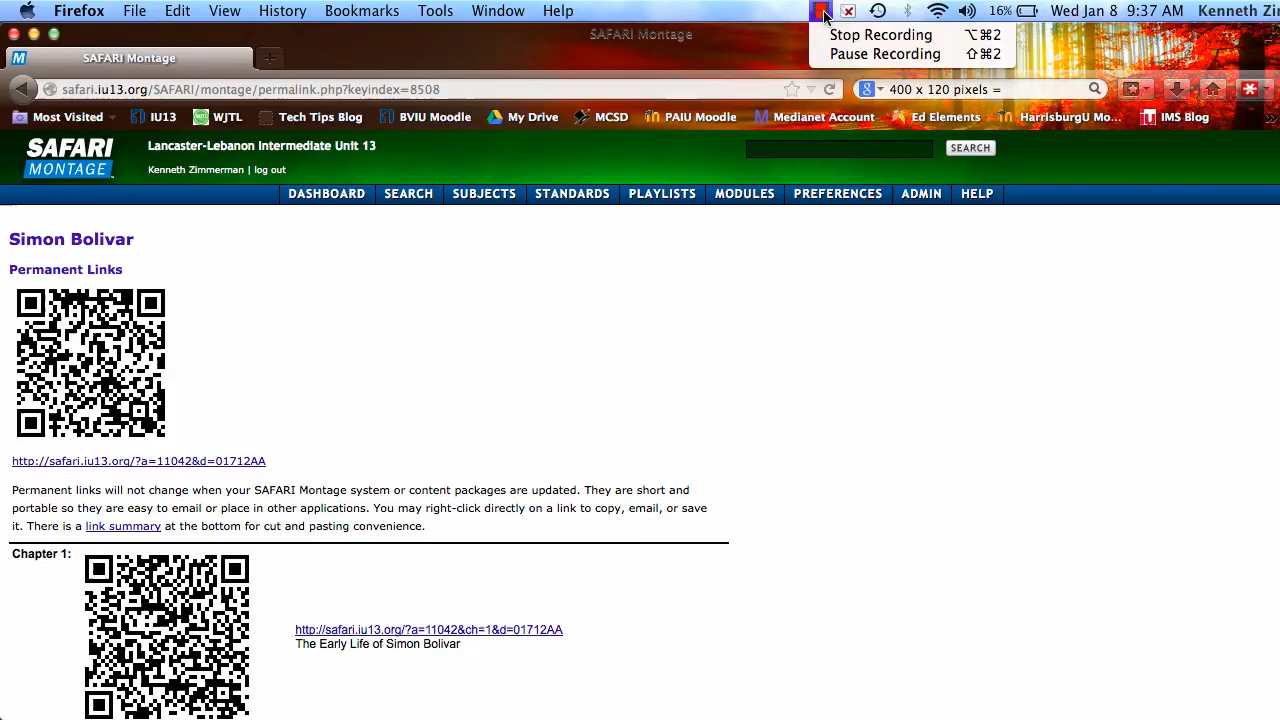 Firefox File Edit View History Bookmarks Tools Window Help 16% Wed Jan 8 9:37 AM Kenneth Zi
Stop Recording ⌥⌘2
Pause Recording ⇧⌘2
SAFARI Montage
SAFARI Montage
safari.iu13.org/SAFARI/montage/permalink.php?keyindex=8508 400 x 120 pixels =
Most Visited IU13 WJTL Tech Tips Blog BVIU Moodle My Drive MCSD PAIU Moodle Medianet Account Ed Elements HarrisburgU Mo... IMS Blog
SAFARI
MONTAGE
Lancaster-Lebanon Intermediate Unit 13
Kenneth Zimmerman | log out
SEARCH
DASHBOARD SEARCH SUBJECTS STANDARDS PLAYLISTS MODULES PREFERENCES ADMIN HELP
Simon Bolivar
Permanent Links
http://safari.iu13.org/?a=11042&d=01712AA
Permanent links will not change when your SAFARI Montage system or content packages are updated. They are short and
portable so they are easy to email or place in other applications. You may right-click directly on a link to copy, email, or save
it. There is a link summary at the bottom for cut and pasting convenience.
Chapter 1:
http://safari.iu13.org/?a=11042&ch=1&d=01712AA
The Early Life of Simon Bolivar